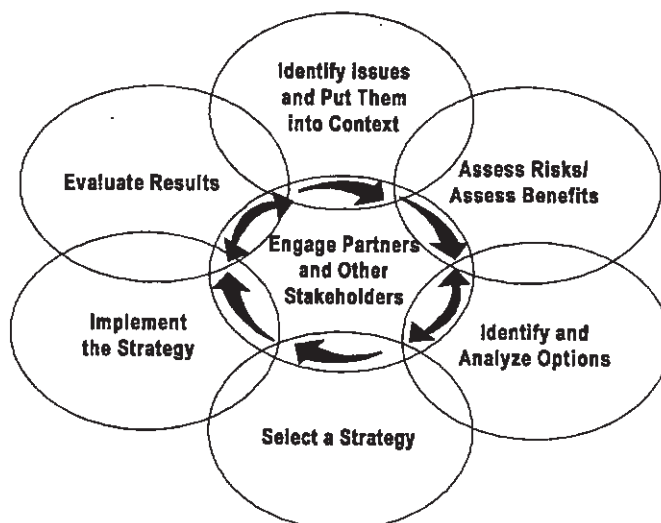 Identify Issues
and Put Them
into Context
Assess Risks/
Assess Benefits
Identify and
Analyze Options
Select a Strategy
Implement
the Strategy
Evaluate Results
Engage Partners
and Other
Stakeholders